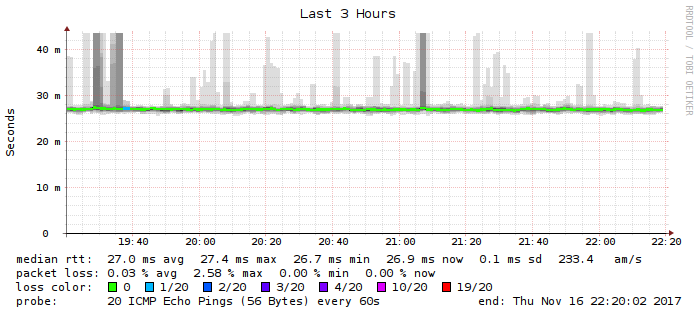 Last 3 Hours
RRDTOOL / TOBI OETIKER
Seconds
40 m
30 m
20 m
10 m
0
19:40 20:00 20:20 20:40 21:00 21:20 21:40 22:00 22:20
median rtt: 27.0 ms avg 27.4 ms max 26.7 ms min 26.9 ms now 0.1 ms sd 233.4 am/s
packet loss: 0.03 % avg 2.58 % max 0.00 % min 0.00 % now
loss color: 0 1/20 2/20 3/20 4/20 10/20 19/20
probe: 20 ICMP Echo Pings (56 Bytes) every 60s end: Thu Nov 16 22:20:02 2017